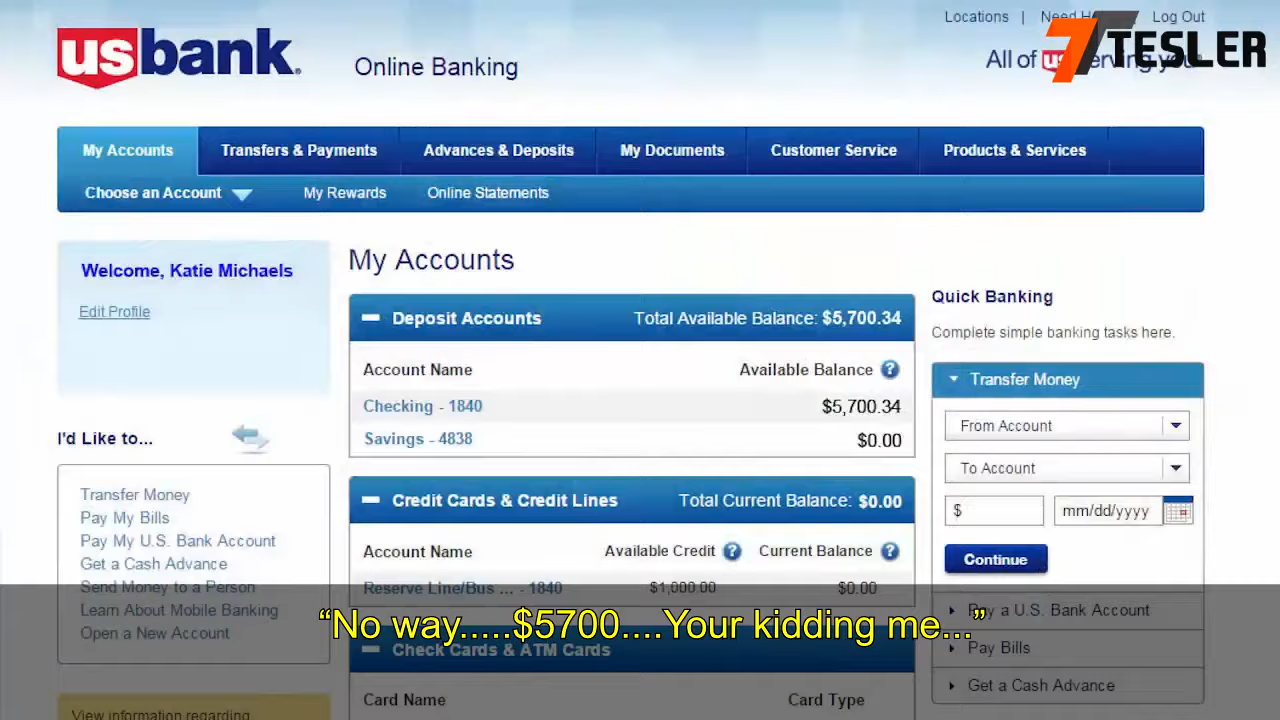 Locations | Need H Log Out
usbank.
Online Banking
All of us serving you
TESLER
My Accounts Transfers & Payments Advances & Deposits My Documents Customer Service Products & Services
Choose an Account My Rewards Online Statements
Welcome, Katie Michaels
Edit Profile
I'd Like to...
Transfer Money
Pay My Bills
Pay My U.S. Bank Account
Get a Cash Advance
Send Money to a Person
Learn About Mobile Banking
Open a New Account
View information regarding
My Accounts
Deposit Accounts Total Available Balance: $5,700.34
Account Name Available Balance ?
Checking - 1840 $5,700.34
Savings - 4838 $0.00
Credit Cards & Credit Lines Total Current Balance: $0.00
Account Name Available Credit ? Current Balance ?
Reserve Line/Bus ... - 1840 $1,000.00 $0.00
Check Cards & ATM Cards
Card Name Card Type
Quick Banking
Complete simple banking tasks here.
Transfer Money
From Account
To Account
$ mm/dd/yyyy
Continue
Pay a U.S. Bank Account
Pay Bills
Get a Cash Advance
“No way.....$5700....Your kidding me...”